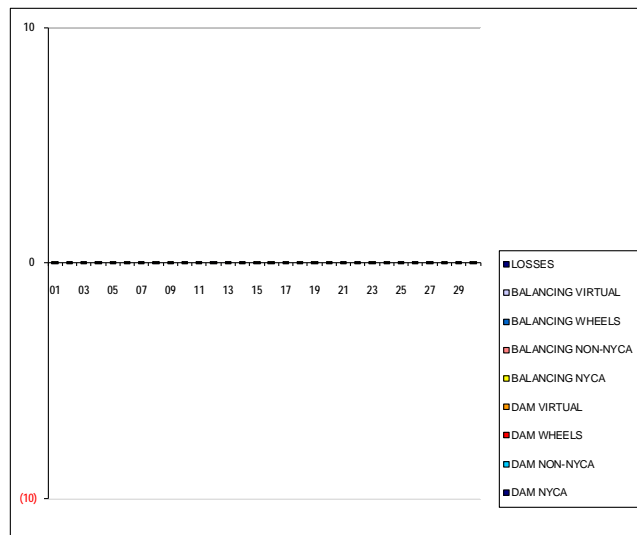 10
0
01 03 05 07 09 11 13 15 17 19 21 23 25 27 29
(10)
LOSSES
BALANCING VIRTUAL
BALANCING WHEELS
BALANCING NON-NYCA
BALANCING NYCA
DAM VIRTUAL
DAM WHEELS
DAM NON-NYCA
DAM NYCA